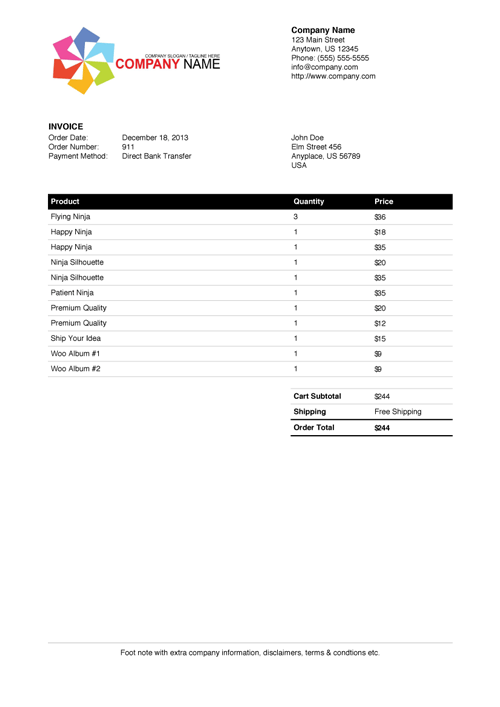 COMPANY SLOGAN / TAGLINE HERE
COMPANY NAME
Company Name
123 Main Street
Anytown, US 12345
Phone: (555) 555-5555
info@company.com
http://www.company.com
INVOICE
Order Date: December 18, 2013
Order Number: 911
Payment Method: Direct Bank Transfer
John Doe
Elm Street 456
Anyplace, US 56789
USA
Product Quantity Price
Flying Ninja 3 $36
Happy Ninja 1 $18
Happy Ninja 1 $35
Ninja Silhouette 1 $20
Ninja Silhouette 1 $35
Patient Ninja 1 $35
Premium Quality 1 $20
Premium Quality 1 $12
Ship Your Idea 1 $15
Woo Album #1 1 $9
Woo Album #2 1 $9
Cart Subtotal $244
Shipping Free Shipping
Order Total $244
Foot note with extra company information, disclaimers, terms & condtions etc.